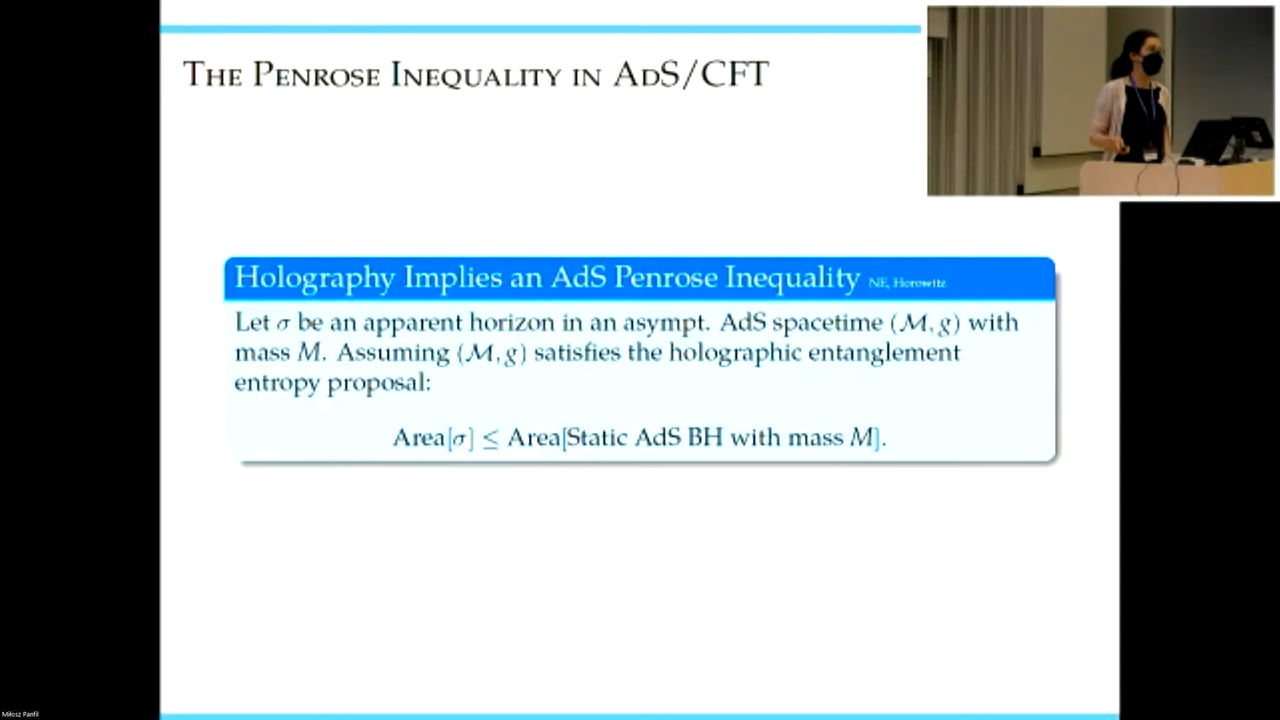 THE PENROSE INEQUALITY IN ADS/CFT
Holography Implies an AdS Penrose Inequality NE, Horowitz
Let σ be an apparent horizon in an asympt. AdS spacetime (ℳ, g) with
mass M. Assuming (ℳ, g) satisfies the holographic entanglement
entropy proposal:
Area[σ] ≤ Area[Static AdS BH with mass M].
Miłosz Panfil